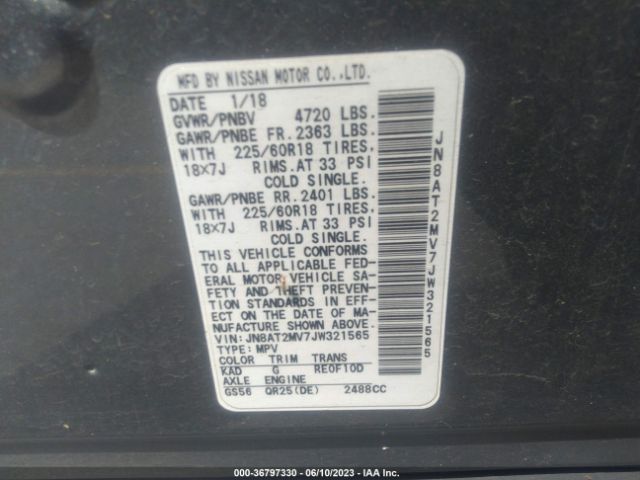 MFD BY NISSAN MOTOR CO.,LTD.
DATE 1/18
GVWR/PNBV 4720 LBS.
GAWR/PNBE FR. 2363 LBS.
WITH 225/60R18 TIRES,
18X7J RIMS.AT 33 PSI
COLD SINGLE.
GAWR/PNBE RR. 2401 LBS.
WITH 225/60R18 TIRES,
18X7J RIMS.AT 33 PSI
COLD SINGLE.
THIS VEHICLE CONFORMS
TO ALL APPLICABLE FED-
ERAL MOTOR VEHICLE SA-
FETY AND THEFT PREVEN-
TION STANDARDS IN EFF-
ECT ON THE DATE OF MA-
NUFACTURE SHOWN ABOVE.
VIN:JN8AT2MV7JW321565
TYPE:MPV
COLOR TRIM TRANS
KAD G RE0F10D
AXLE ENGINE
GS56 QR25(DE) 2488CC
JN8AT2MV7JW321565
000-36797330 - 06/10/2023 - IAA Inc.